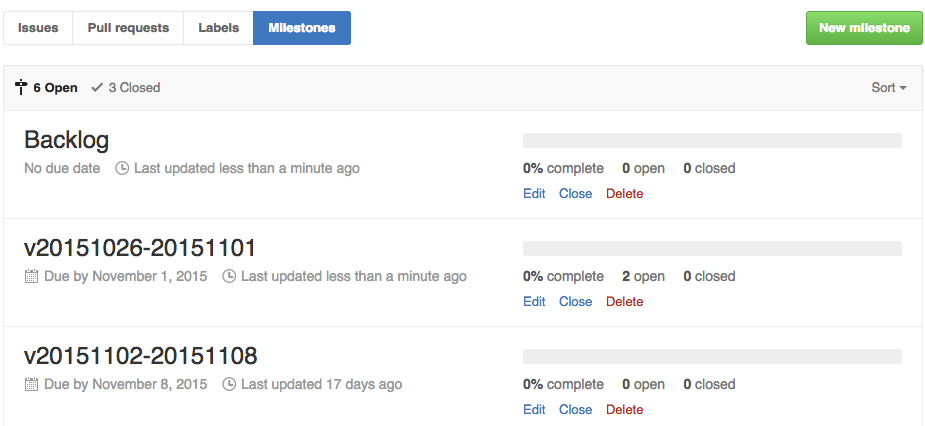 Issues Pull requests Labels Milestones New milestone
6 Open 3 Closed Sort
Backlog
No due date Last updated less than a minute ago
0% complete 0 open 0 closed
Edit Close Delete
v20151026-20151101
Due by November 1, 2015 Last updated less than a minute ago
0% complete 2 open 0 closed
Edit Close Delete
v20151102-20151108
Due by November 8, 2015 Last updated 17 days ago
0% complete 0 open 0 closed
Edit Close Delete